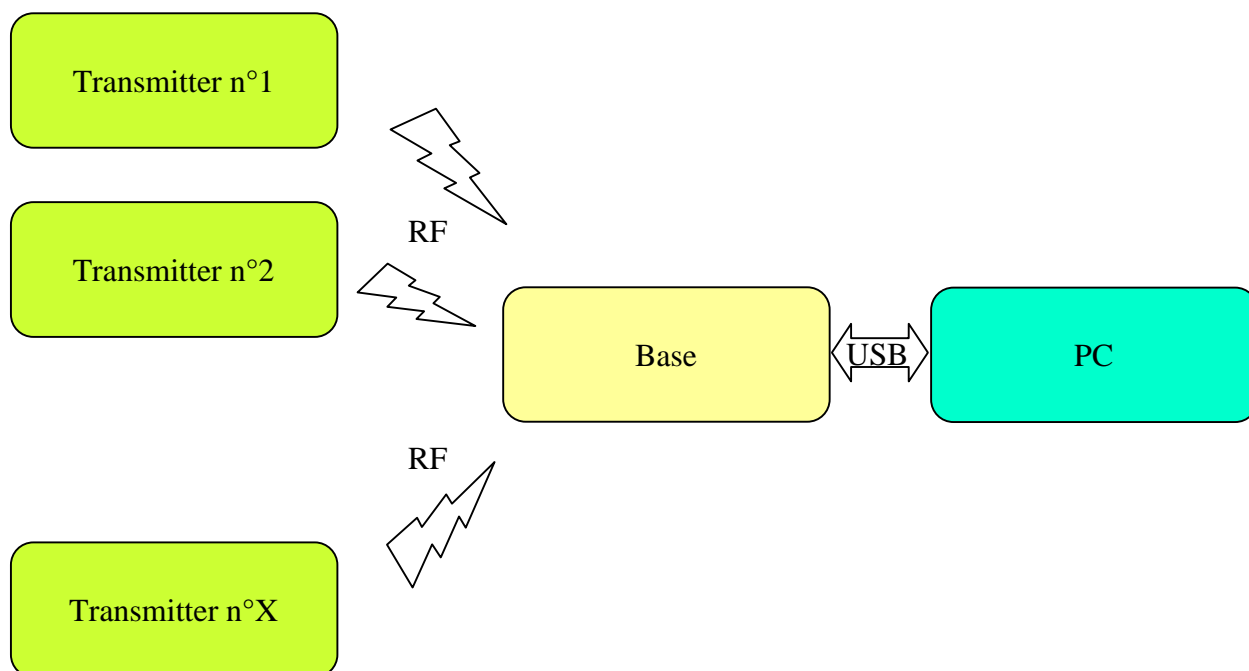 Transmitter n°1
RF
Transmitter n°2
Base
USB
PC
RF
Transmitter n°X